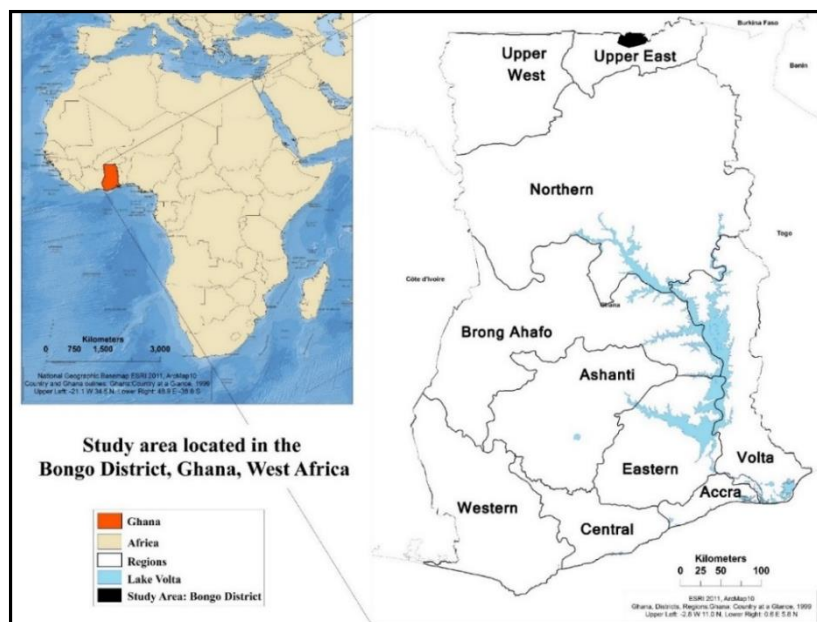 Kilometers
0 750 1,500 3,000
National Geographic Basemap ESRI 2011, ArcMap10
Country and Ghana outlines: Ghana:Country at a Glance, 1999
Study area located in the
Bongo District, Ghana, West Africa
Ghana
Africa
Regions
Lake Volta
Study Area: Bongo District
Burkina Faso
Upper
West
Upper East
Benin
Northern
Togo
Côte d'Ivoire
Ghana
Brong Ahafo
Ashanti
Eastern
Volta
Accra
Western
Central
Kilometers
0 25 50 100
ESRI 2011, ArcMap10
Ghana, Districts, Regions:Ghana: Country at a Glance, 1999
Upper Left: -2.8 W 11.0 N, Lower Right: 0.6 E 5.8 N